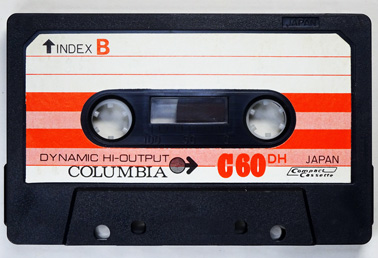 INDEX B
DYNAMIC HI-OUTPUT
COLUMBIA C60DH JAPAN
Compact Cassette